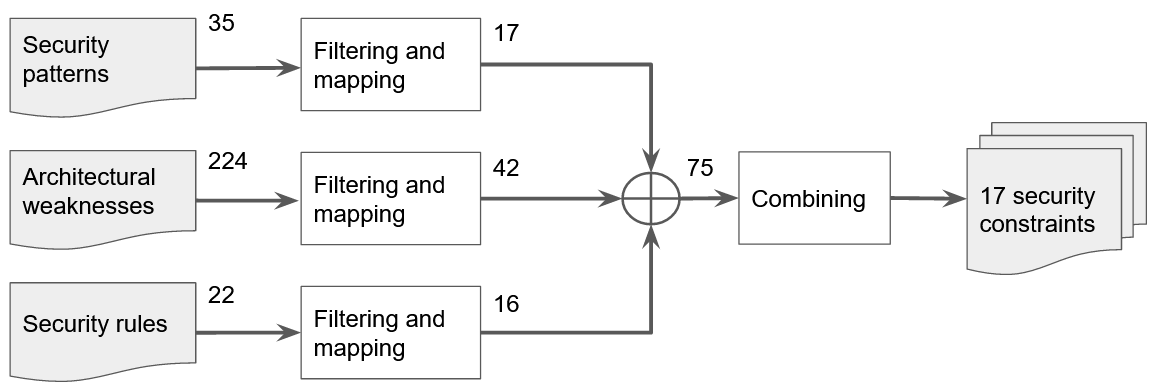 Security
patterns
35
Filtering and
mapping
17
Architectural
weaknesses
224
Filtering and
mapping
42
75
Combining
17 security
constraints
Security rules
22
Filtering and
mapping
16